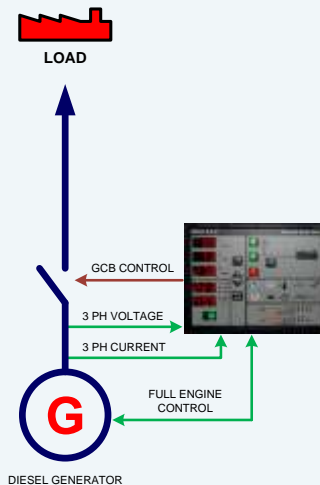 LOAD
GCB CONTROL
3 PH VOLTAGE
3 PH CURRENT
FULL ENGINE
CONTROL
G
DIESEL GENERATOR